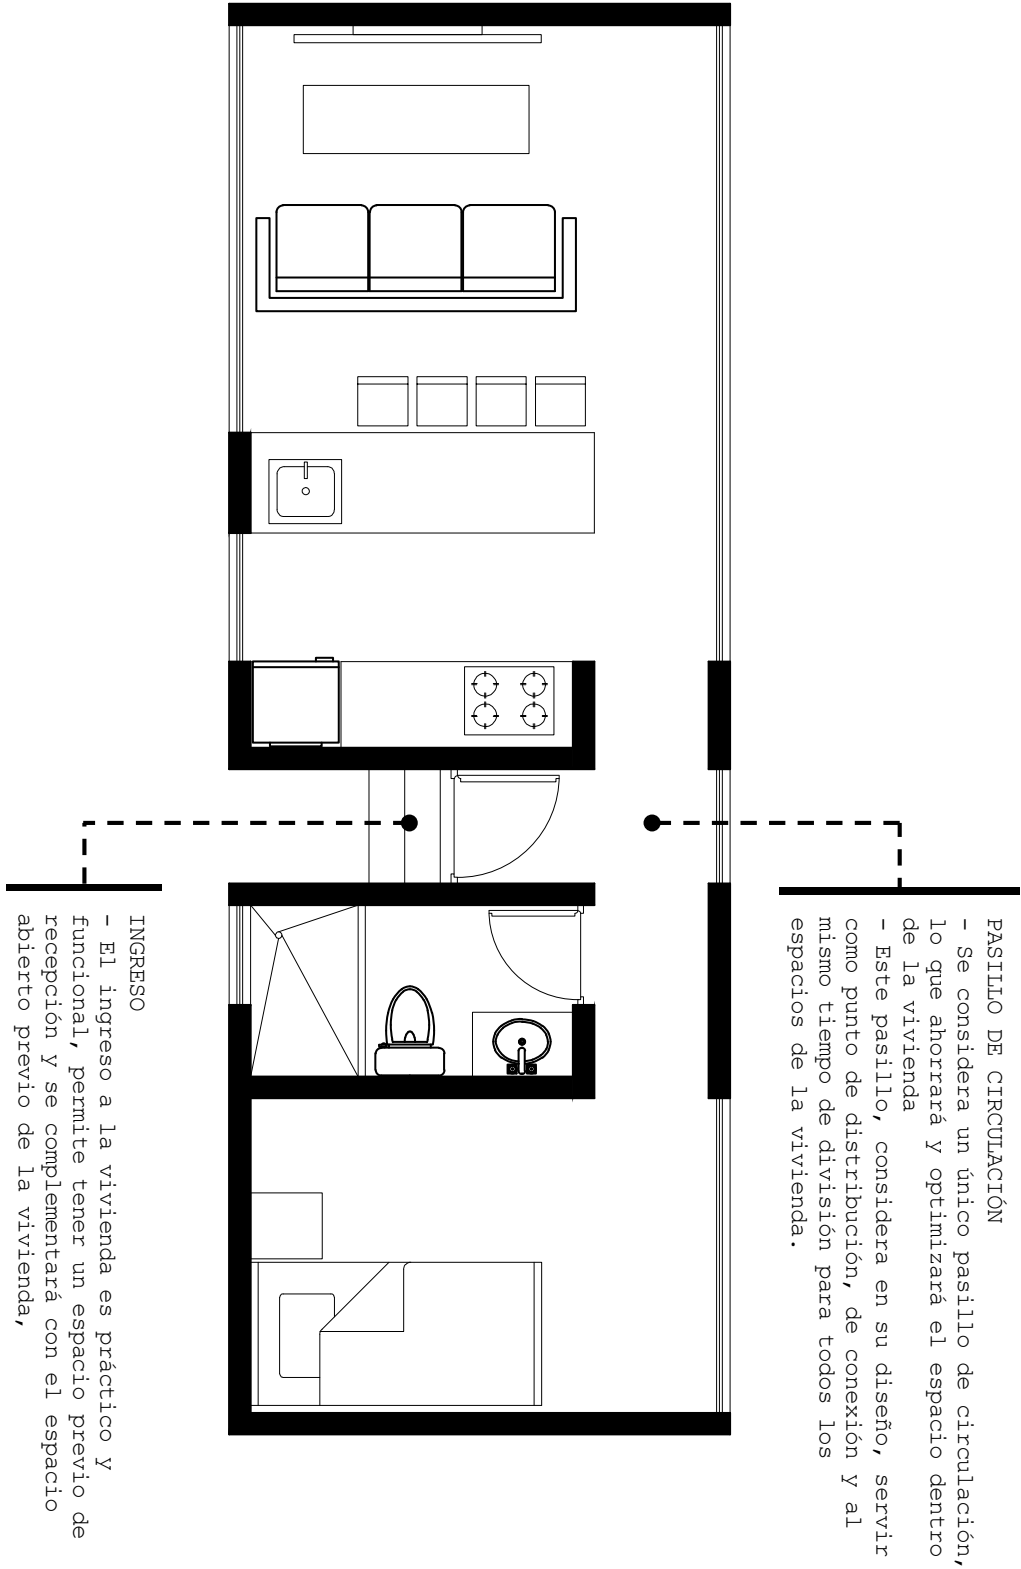 PASILLO DE CIRCULACIÓN
- Se considera un único pasillo de circulación,
lo que ahorrará y optimizará el espacio dentro
de la vivienda
- Este pasillo, considera en su diseño, servir
como punto de distribución, de conexión y al
mismo tiempo de división para todos los
espacios de la vivienda.
INGRESO
- El ingreso a la vivienda es práctico y
funcional, permite tener un espacio previo de
recepción y se complementará con el espacio
abierto previo de la vivienda,